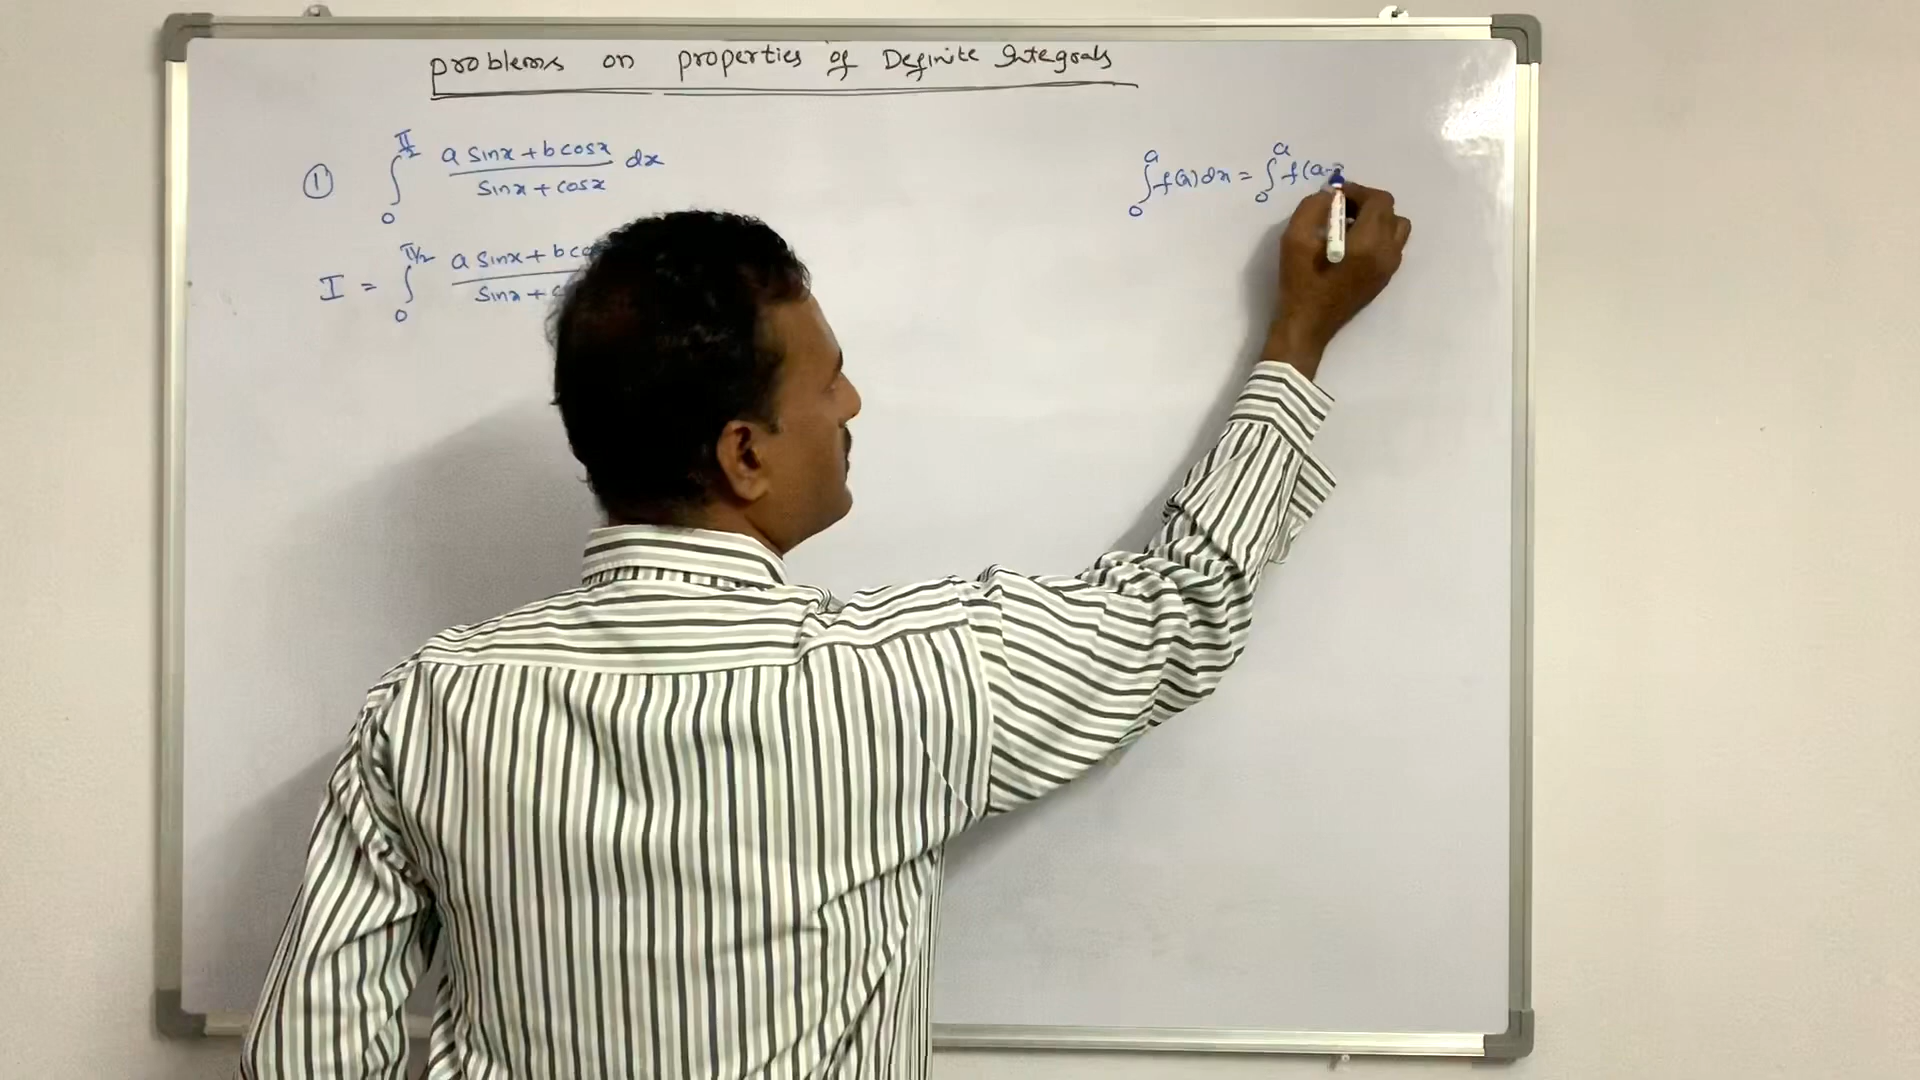 problems on properties of Definite Integrals
① ∫₀^{π/2} (a sinx + b cosx)/(sinx + cosx) dx
I = ∫₀^{π/2} (a sinx + b co)/(sinx + c
∫₀^a f(x) dx = ∫₀^a f(a-